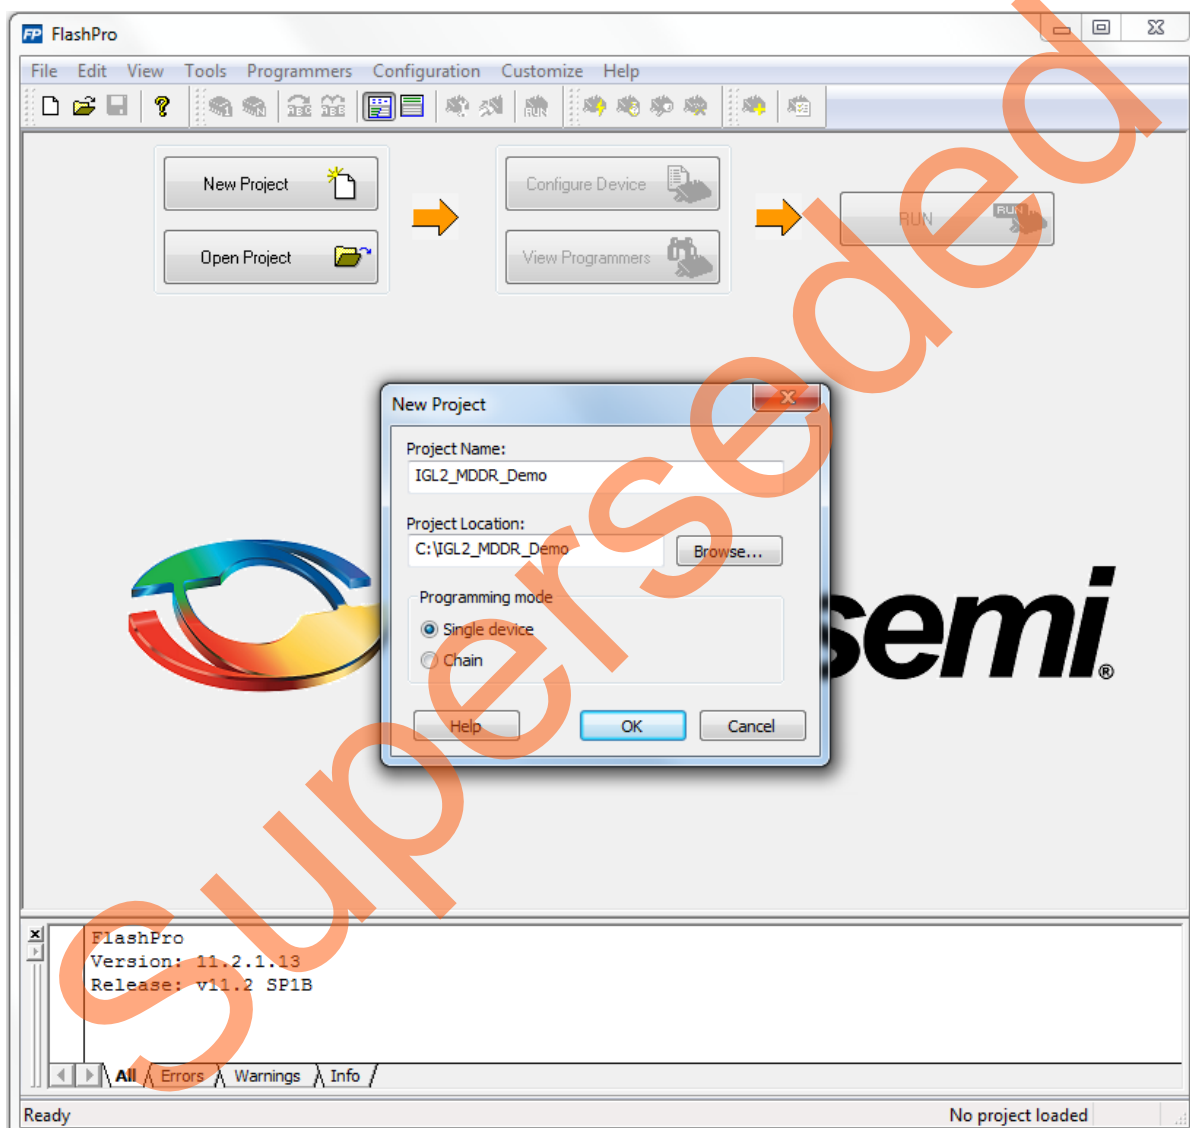 FP FlashPro
File Edit View Tools Programmers Configuration Customize Help
New Project
Configure Device
RUN
RUN
Open Project
View Programmers
New Project
Project Name:
IGL2_MDDR_Demo
Project Location:
C:\IGL2_MDDR_Demo
Browse...
Programming mode
Single device
Chain
Help
OK
Cancel
semi®
FlashPro
Version: 11.2.1.13
Release: v11.2 SP1B
All Errors Warnings Info
Ready
No project loaded
Superseded